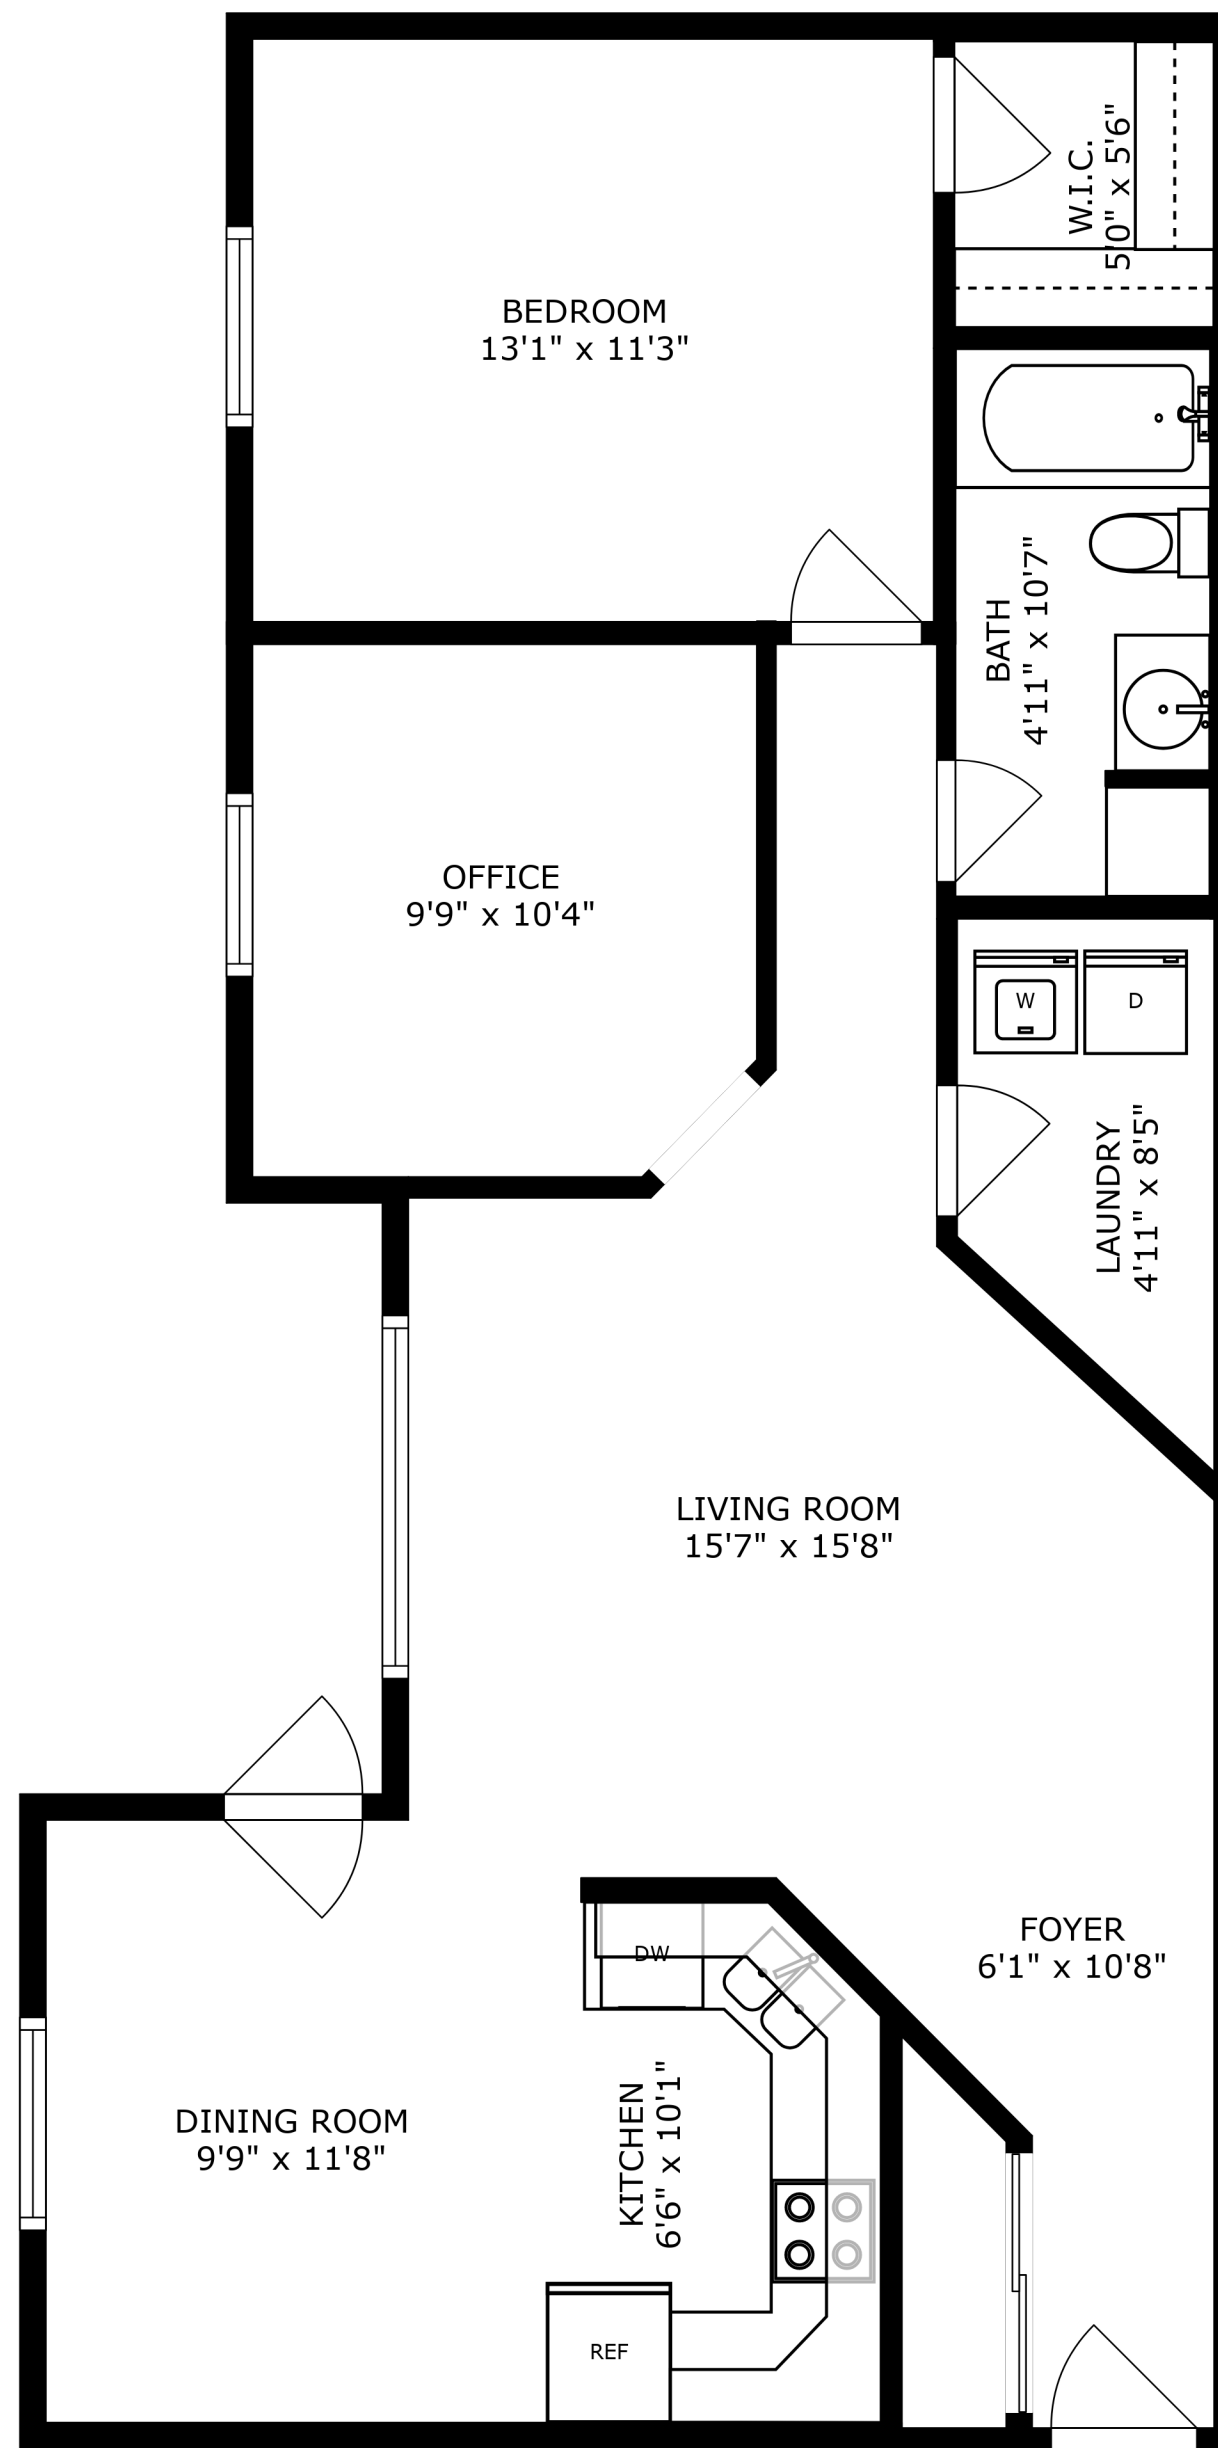 W.I.C.
5'0" x 5'6"
BEDROOM
13'1" x 11'3"
BATH
4'11" x 10'7"
OFFICE
9'9" x 10'4"
W
D
LAUNDRY
4'11" x 8'5"
LIVING ROOM
15'7" x 15'8"
FOYER
6'1" x 10'8"
DW
DINING ROOM
9'9" x 11'8"
KITCHEN
6'6" x 10'1"
REF